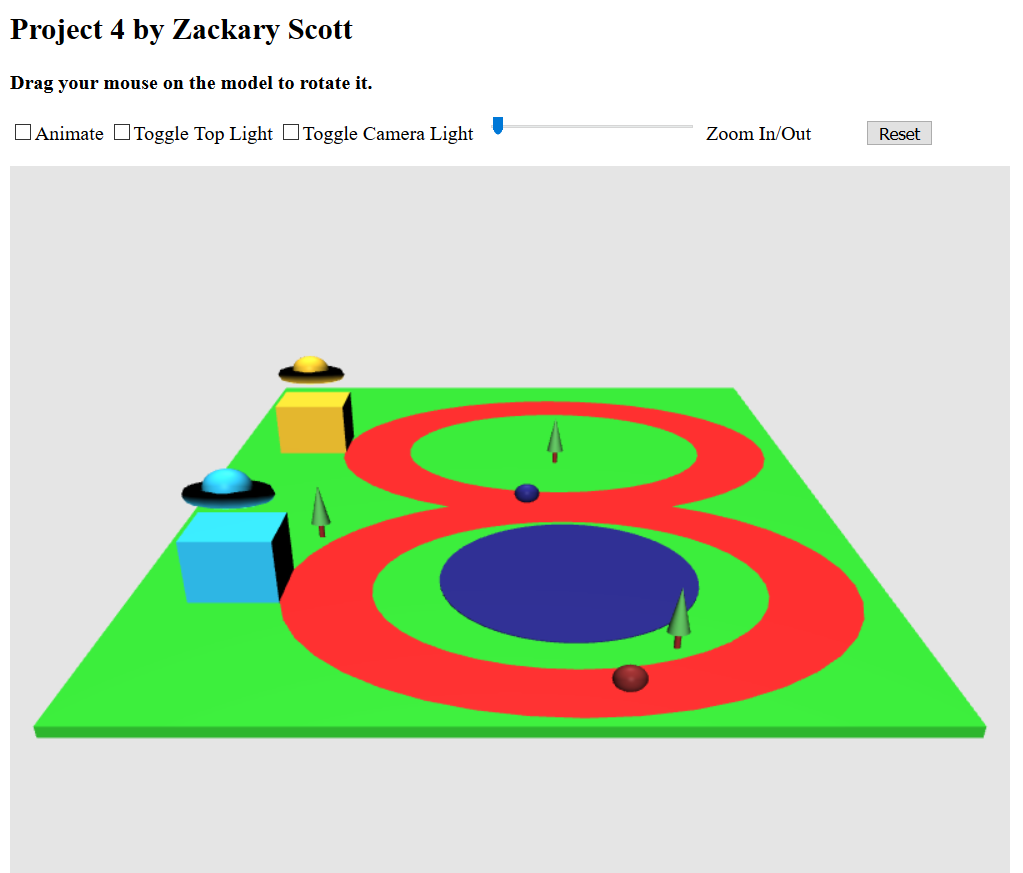 Project 4 by Zackary Scott
Drag your mouse on the model to rotate it.
Animate Toggle Top Light Toggle Camera Light Zoom In/Out Reset